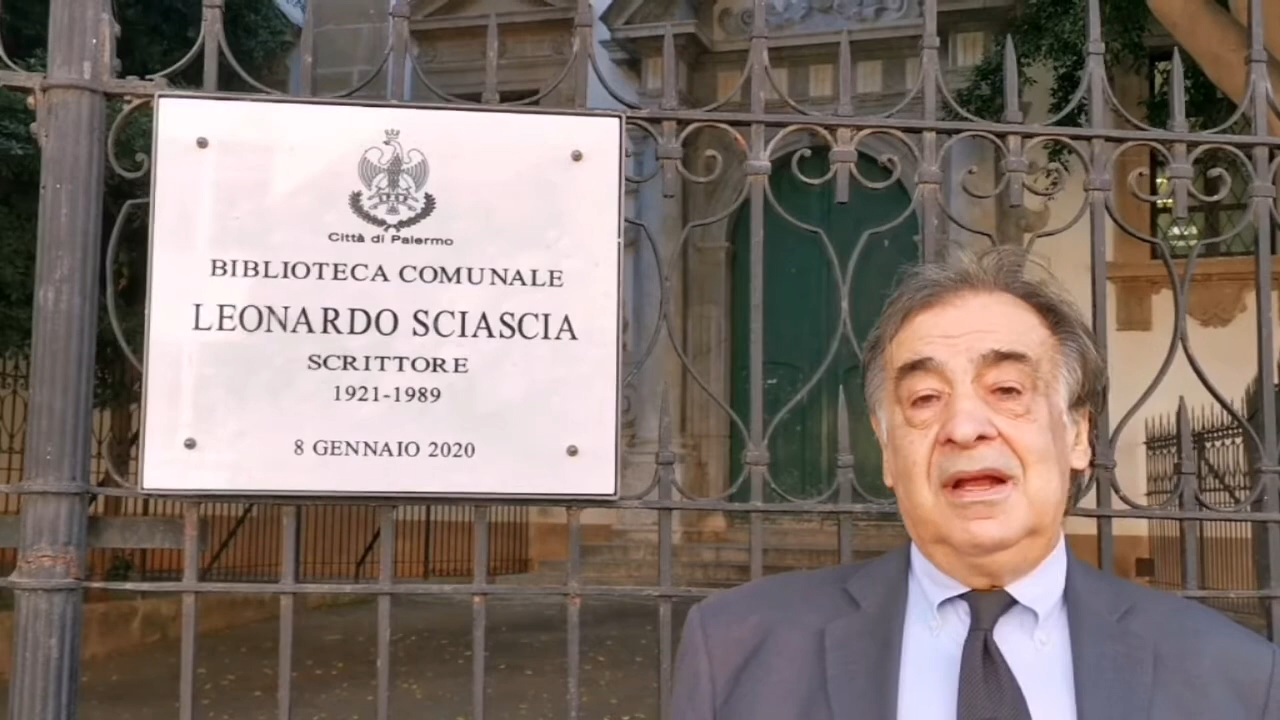 Città di Palermo
BIBLIOTECA COMUNALE
LEONARDO SCIASCIA
SCRITTORE
1921-1989
8 GENNAIO 2020